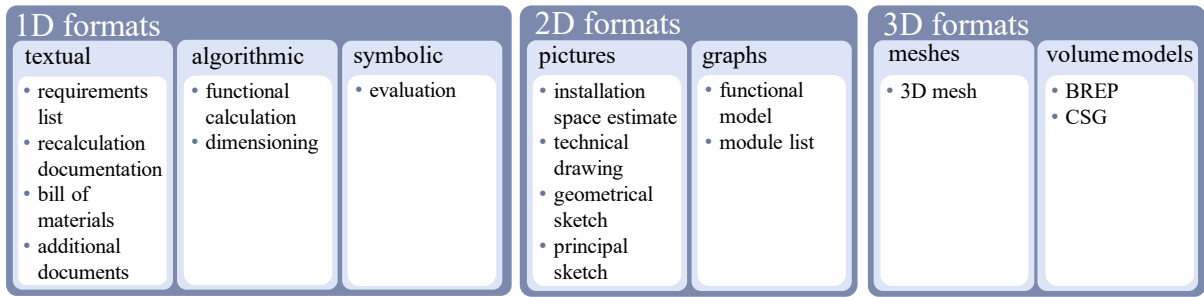 1D formats
textual
• requirements
list
• recalculation
documentation
• bill of
materials
• additional
documents
algorithmic
• functional
calculation
• dimensioning
symbolic
• evaluation
2D formats
pictures
• installation
space estimate
• technical
drawing
• geometrical
sketch
• principal
sketch
graphs
• functional
model
• module list
3D formats
meshes
• 3D mesh
volume models
• BREP
• CSG